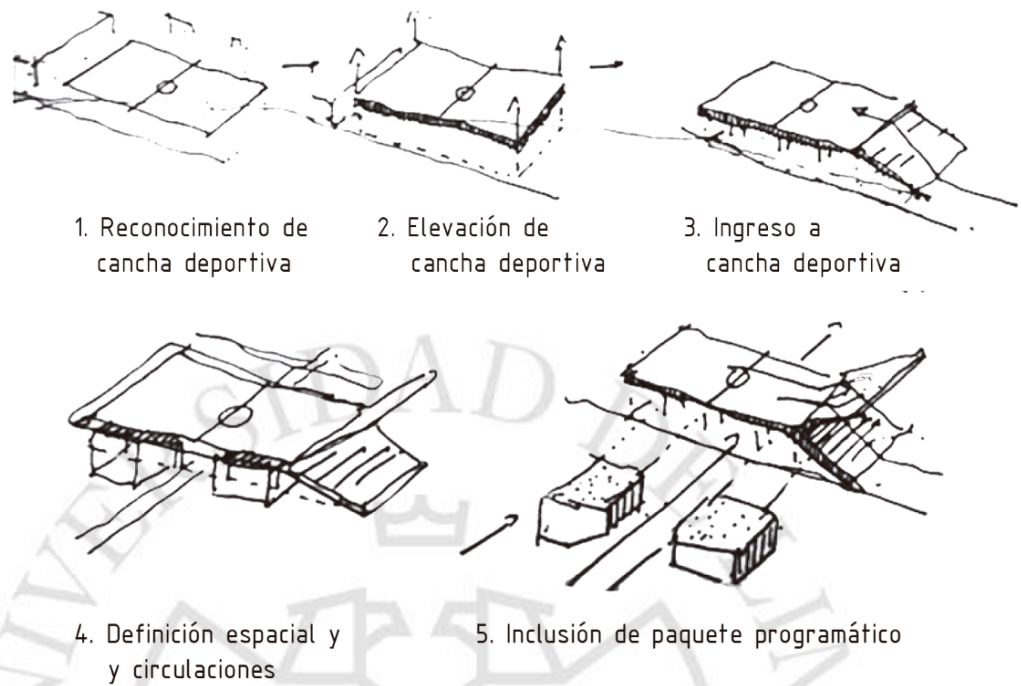 1. Reconocimiento de
cancha deportiva
2. Elevación de
cancha deportiva
3. Ingreso a
cancha deportiva
4. Definición espacial y
y circulaciones
5. Inclusión de paquete programático